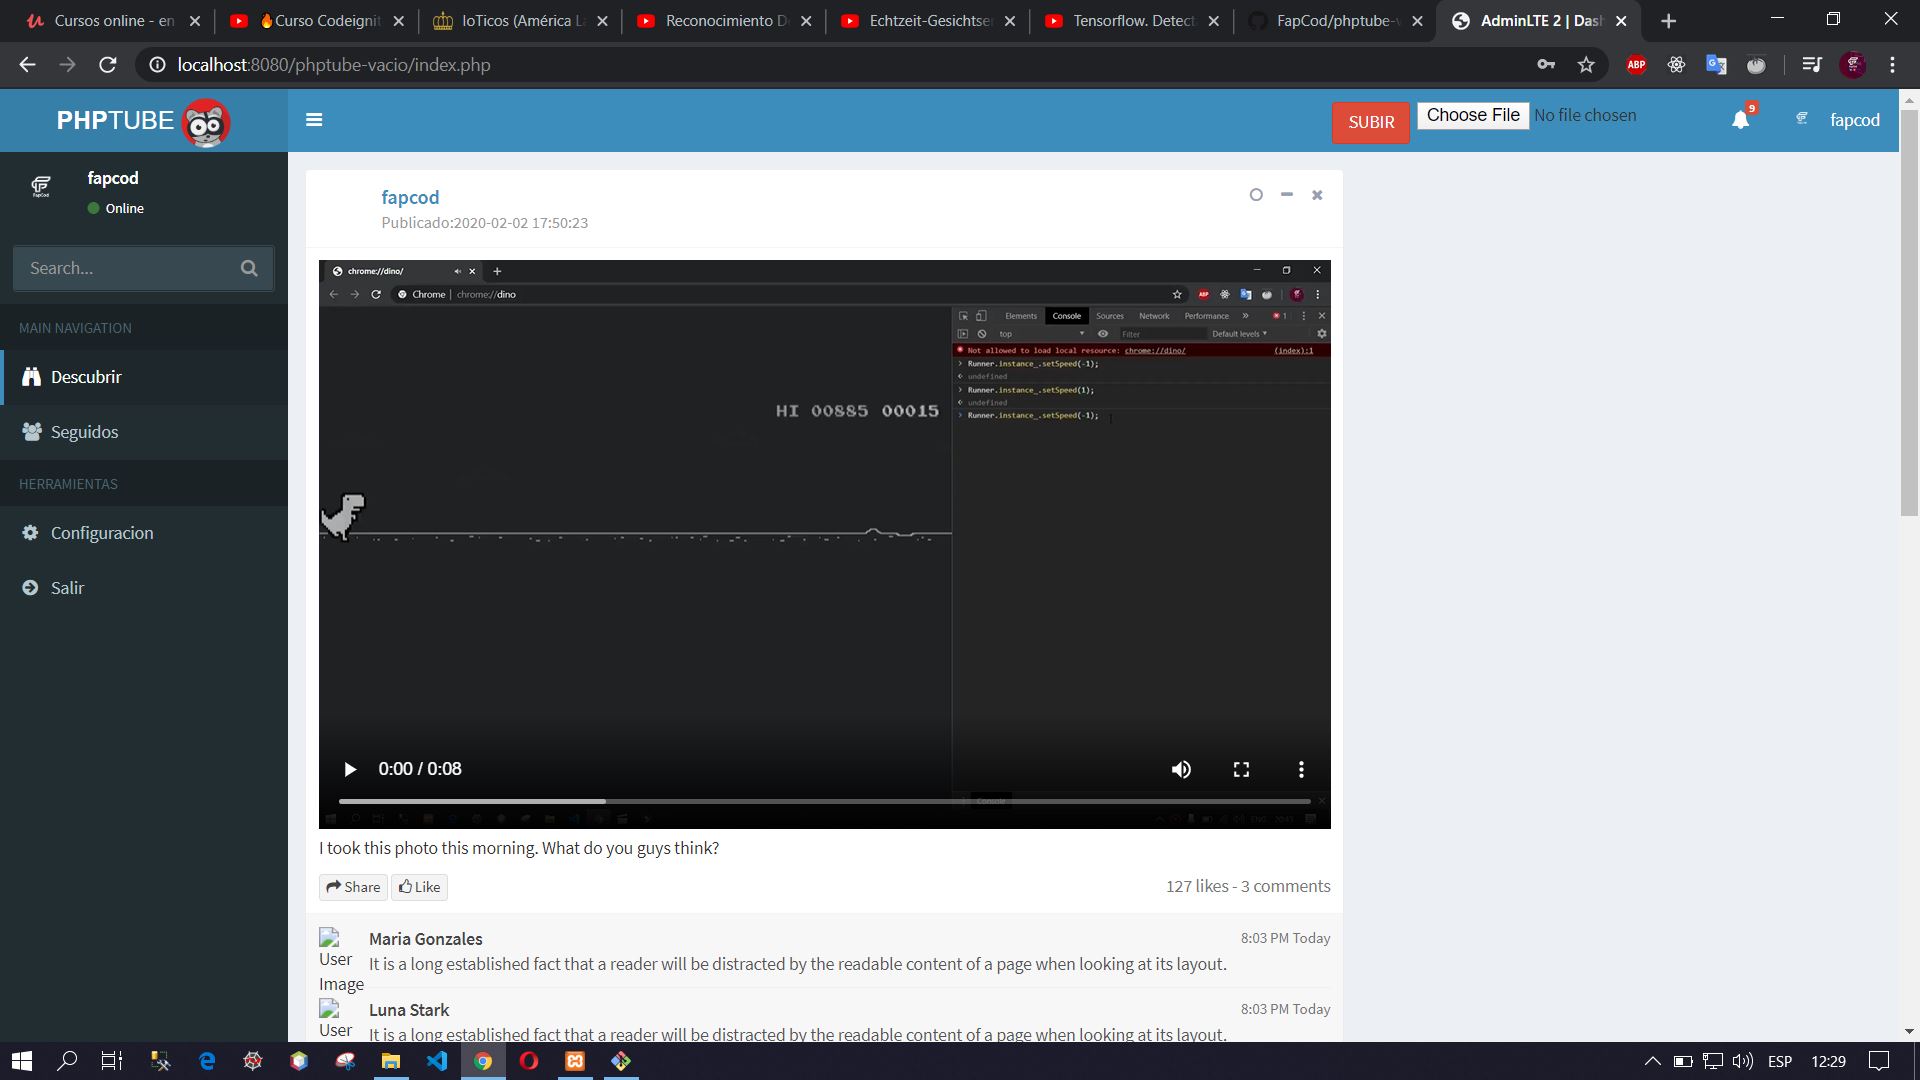 Cursos online - en
🔥Curso Codeignit
IoTicos (América La
Reconocimiento D
Echtzeit-Gesichtse
Tensorflow. Detect
FapCod/phptube-v
AdminLTE 2 | Dash
localhost:8080/phptube-vacio/index.php
ABP
PHPTUBE
SUBIR
Choose File
No file chosen
9
fapcod
fapcod
Online
Search...
MAIN NAVIGATION
Descubrir
Seguidos
HERRAMIENTAS
Configuracion
Salir
fapcod
Publicado:2020-02-02 17:50:23
chrome://dino/
Chrome | chrome://dino
ABP
Elements Console Sources Network Performance » 1
top
Filter
Default levels
Not allowed to load local resource: chrome://dino/ (index):1
> Runner.instance_.setSpeed(-1);
undefined
> Runner.instance_.setSpeed(1);
undefined
> Runner.instance_.setSpeed(-1);
HI 00885 00015
0:00 / 0:08
Console
I took this photo this morning. What do you guys think?
Share
Like
127 likes - 3 comments
User Image
Maria Gonzales
8:03 PM Today
It is a long established fact that a reader will be distracted by the readable content of a page when looking at its layout.
User
Luna Stark
8:03 PM Today
It is a long established fact that a reader will be distracted by the readable content of a page when looking at its layout.
ESP
12:29